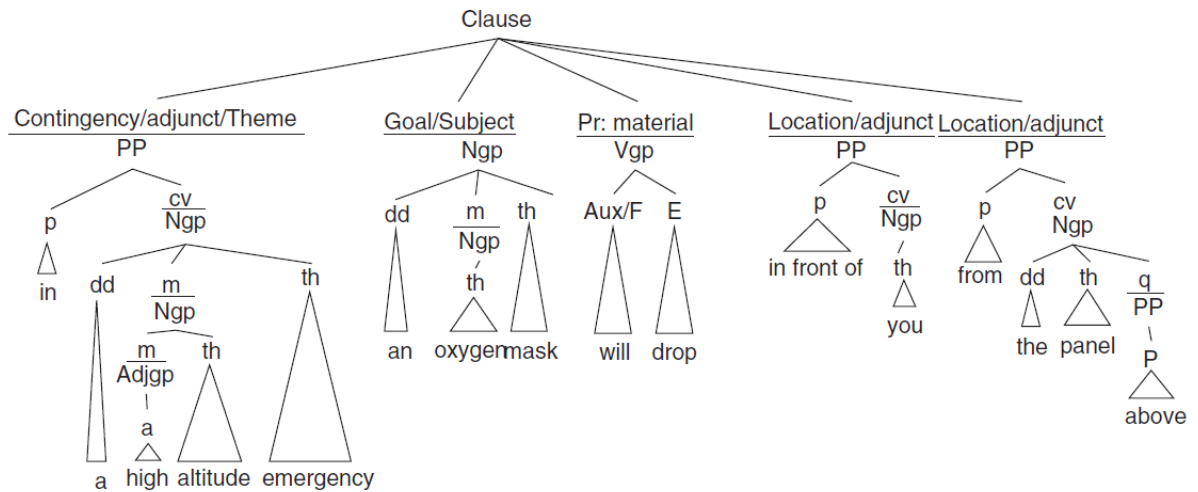 Clause
Contingency/adjunct/Theme Goal/Subject Pr: material Location/adjunct Location/adjunct
PP Ngp Vgp PP PP
p cv dd m th Aux/F E p cv p cv
Ngp Ngp Ngp Ngp
in dd m th th in front of th from dd th q
Ngp PP
m th an oxygen mask will drop you the panel P
Adjgp
a above
a high altitude emergency